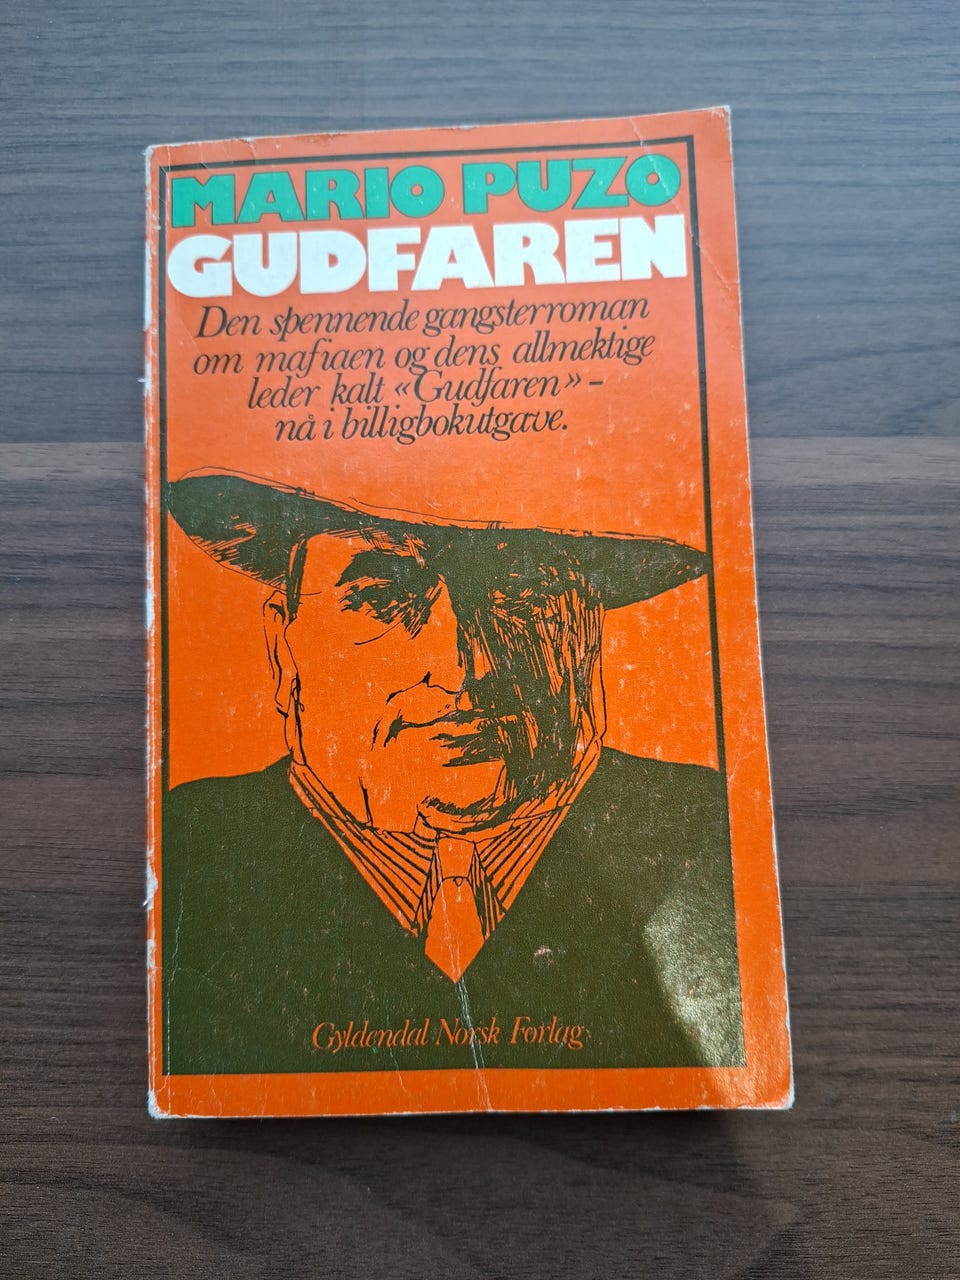 MARIO PUZO
GUDFAREN
Den spennende gangsterroman
om mafiaen og dens allmektige
leder kalt «Gudfaren» –
nå i billigbokutgave.
Gyldendal Norsk Forlag